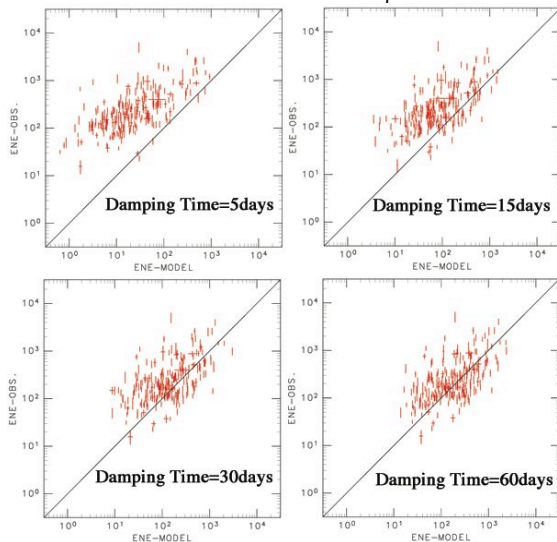 10⁴
10³
10²
10¹
10⁰
ENE-OBS.
Damping Time=5days
10⁰ 10¹ 10² 10³ 10⁴
ENE-MODEL
10⁴
10³
10²
10¹
10⁰
ENE-OBS.
Damping Time=15days
10⁰ 10¹ 10² 10³ 10⁴
ENE-MODEL
10⁴
10³
10²
10¹
10⁰
ENE-OBS.
Damping Time=30days
10⁰ 10¹ 10² 10³ 10⁴
ENE-MODEL
10⁴
10³
10²
10¹
10⁰
ENE-OBS.
Damping Time=60days
10⁰ 10¹ 10² 10³ 10⁴
ENE-MODEL